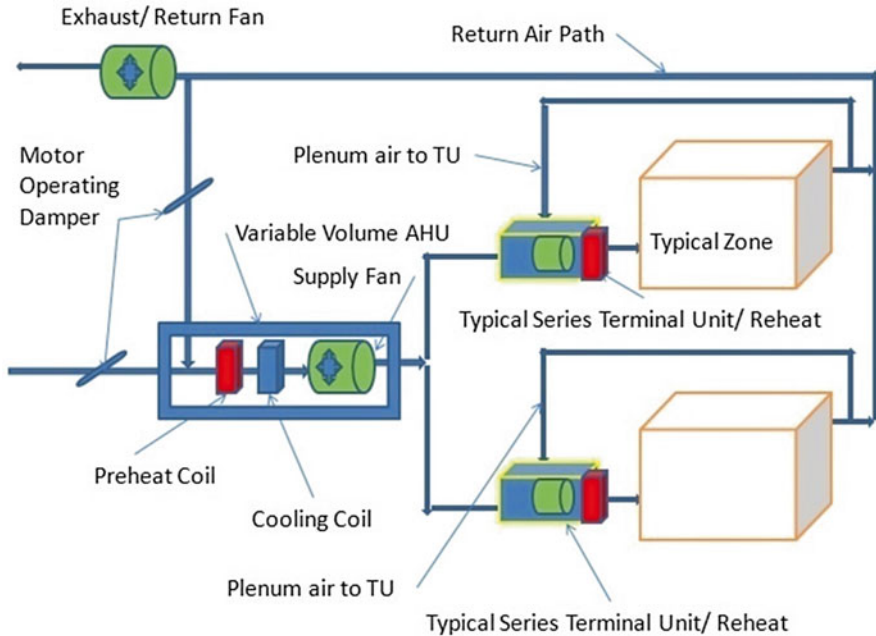 Exhaust/ Return Fan
Return Air Path
Motor
Operating
Damper
Plenum air to TU
Variable Volume AHU
Supply Fan
Typical Zone
Typical Series Terminal Unit/ Reheat
Preheat Coil
Cooling Coil
Plenum air to TU
Typical Series Terminal Unit/ Reheat